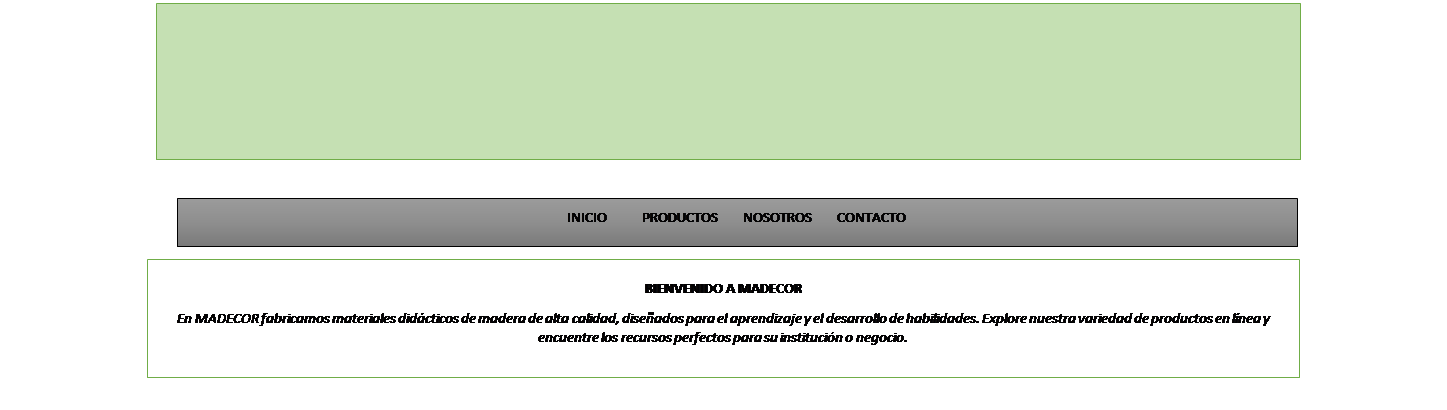 INICIO PRODUCTOS NOSOTROS CONTACTO
BIENVENIDO A MADECOR
En MADECOR fabricamos materiales didácticos de madera de alta calidad, diseñados para el aprendizaje y el desarrollo de habilidades. Explore nuestra variedad de productos en línea y
encuentre los recursos perfectos para su institución o negocio.